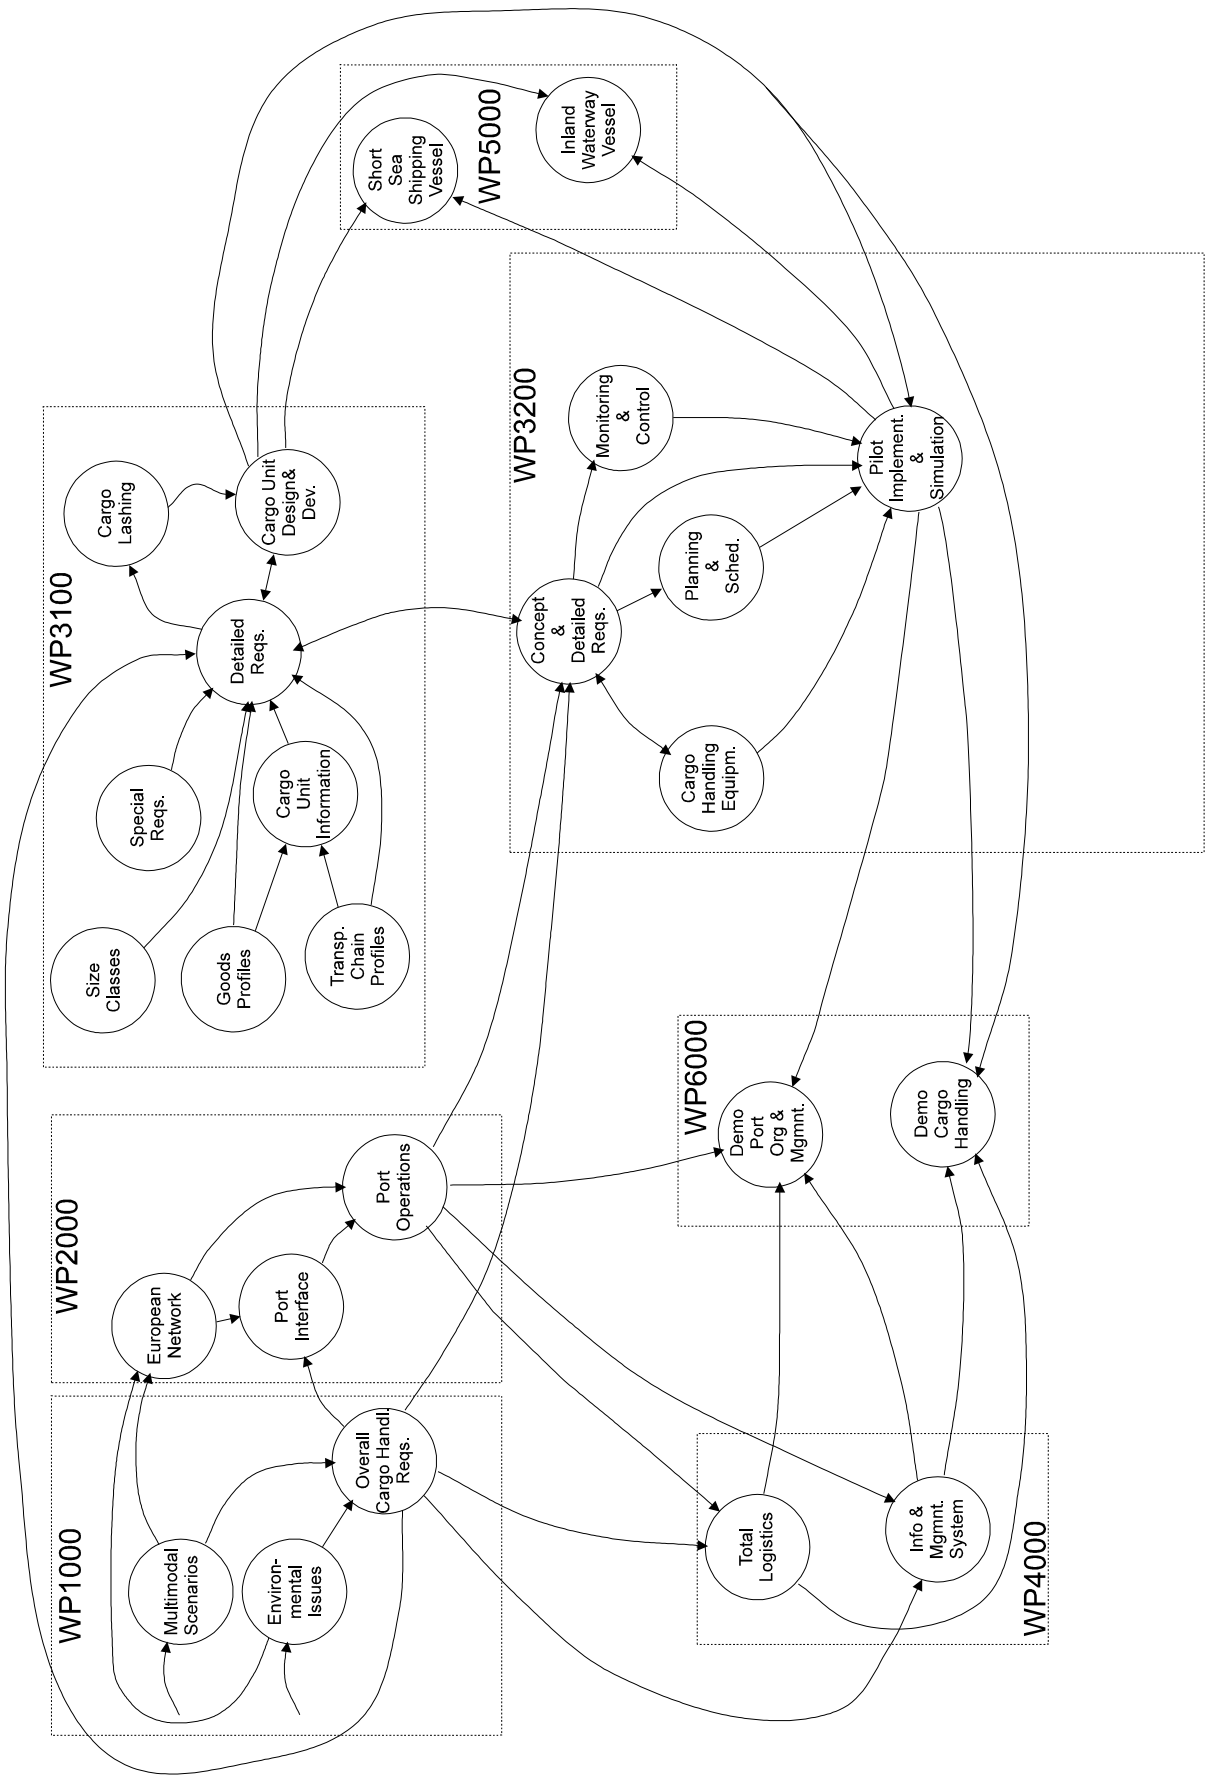 WP1000
Multimodal
Scenarios
Environ-
mental
Issues
Overall
Cargo Handl.
Reqs.
WP2000
European
Network
Port
Interface
Port
Operations
WP3100
Size
Classes
Goods
Profiles
Transp.
Chain
Profiles
Special
Reqs.
Cargo
Unit
Information
Detailed
Reqs.
Cargo
Lashing
Cargo Unit
Design&
Dev.
WP4000
Total
Logistics
Info &
Mgmnt.
System
WP6000
Demo
Port
Org &
Mgmnt.
Demo
Cargo
Handling
WP3200
Cargo
Handling
Equipm.
Concept
&
Detailed
Reqs.
Planning
&
Sched.
Monitoring
&
Control
Pilot
Implement.
&
Simulation
WP5000
Short
Sea
Shipping
Vessel
Inland
Waterway
Vessel